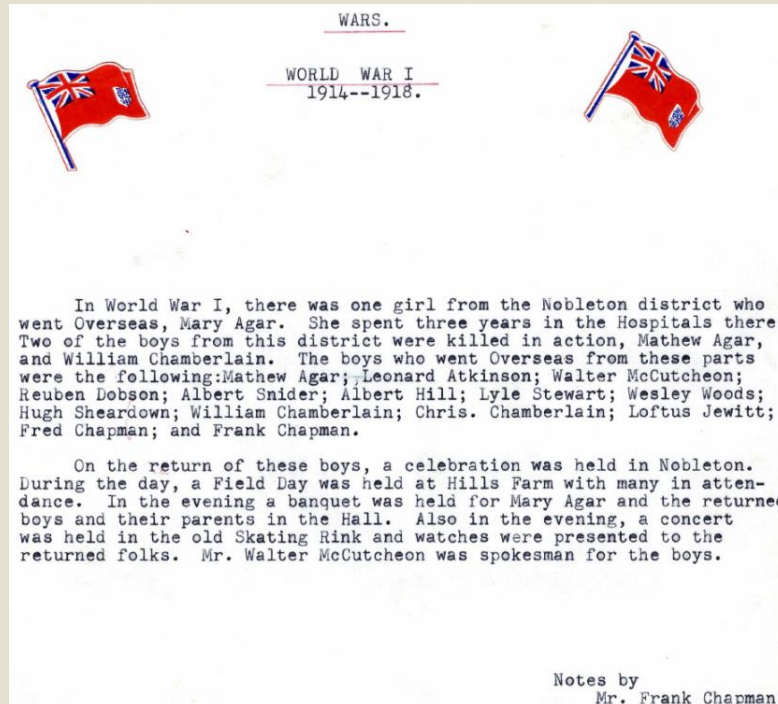 WARS.
WORLD WAR I
1914--1918.
In World War I, there was one girl from the Nobleton district who
went Overseas, Mary Agar. She spent three years in the Hospitals there
Two of the boys from this district were killed in action, Mathew Agar,
and William Chamberlain. The boys who went Overseas from these parts
were the following:Mathew Agar; Leonard Atkinson; Walter McCutcheon;
Reuben Dobson; Albert Snider; Albert Hill; Lyle Stewart; Wesley Woods;
Hugh Sheardown; William Chamberlain; Chris. Chamberlain; Loftus Jewitt;
Fred Chapman; and Frank Chapman.
On the return of these boys, a celebration was held in Nobleton.
During the day, a Field Day was held at Hills Farm with many in atten-
dance. In the evening a banquet was held for Mary Agar and the returned
boys and their parents in the Hall. Also in the evening, a concert
was held in the old Skating Rink and watches were presented to the
returned folks. Mr. Walter McCutcheon was spokesman for the boys.
Notes by
Mr. Frank Chapman